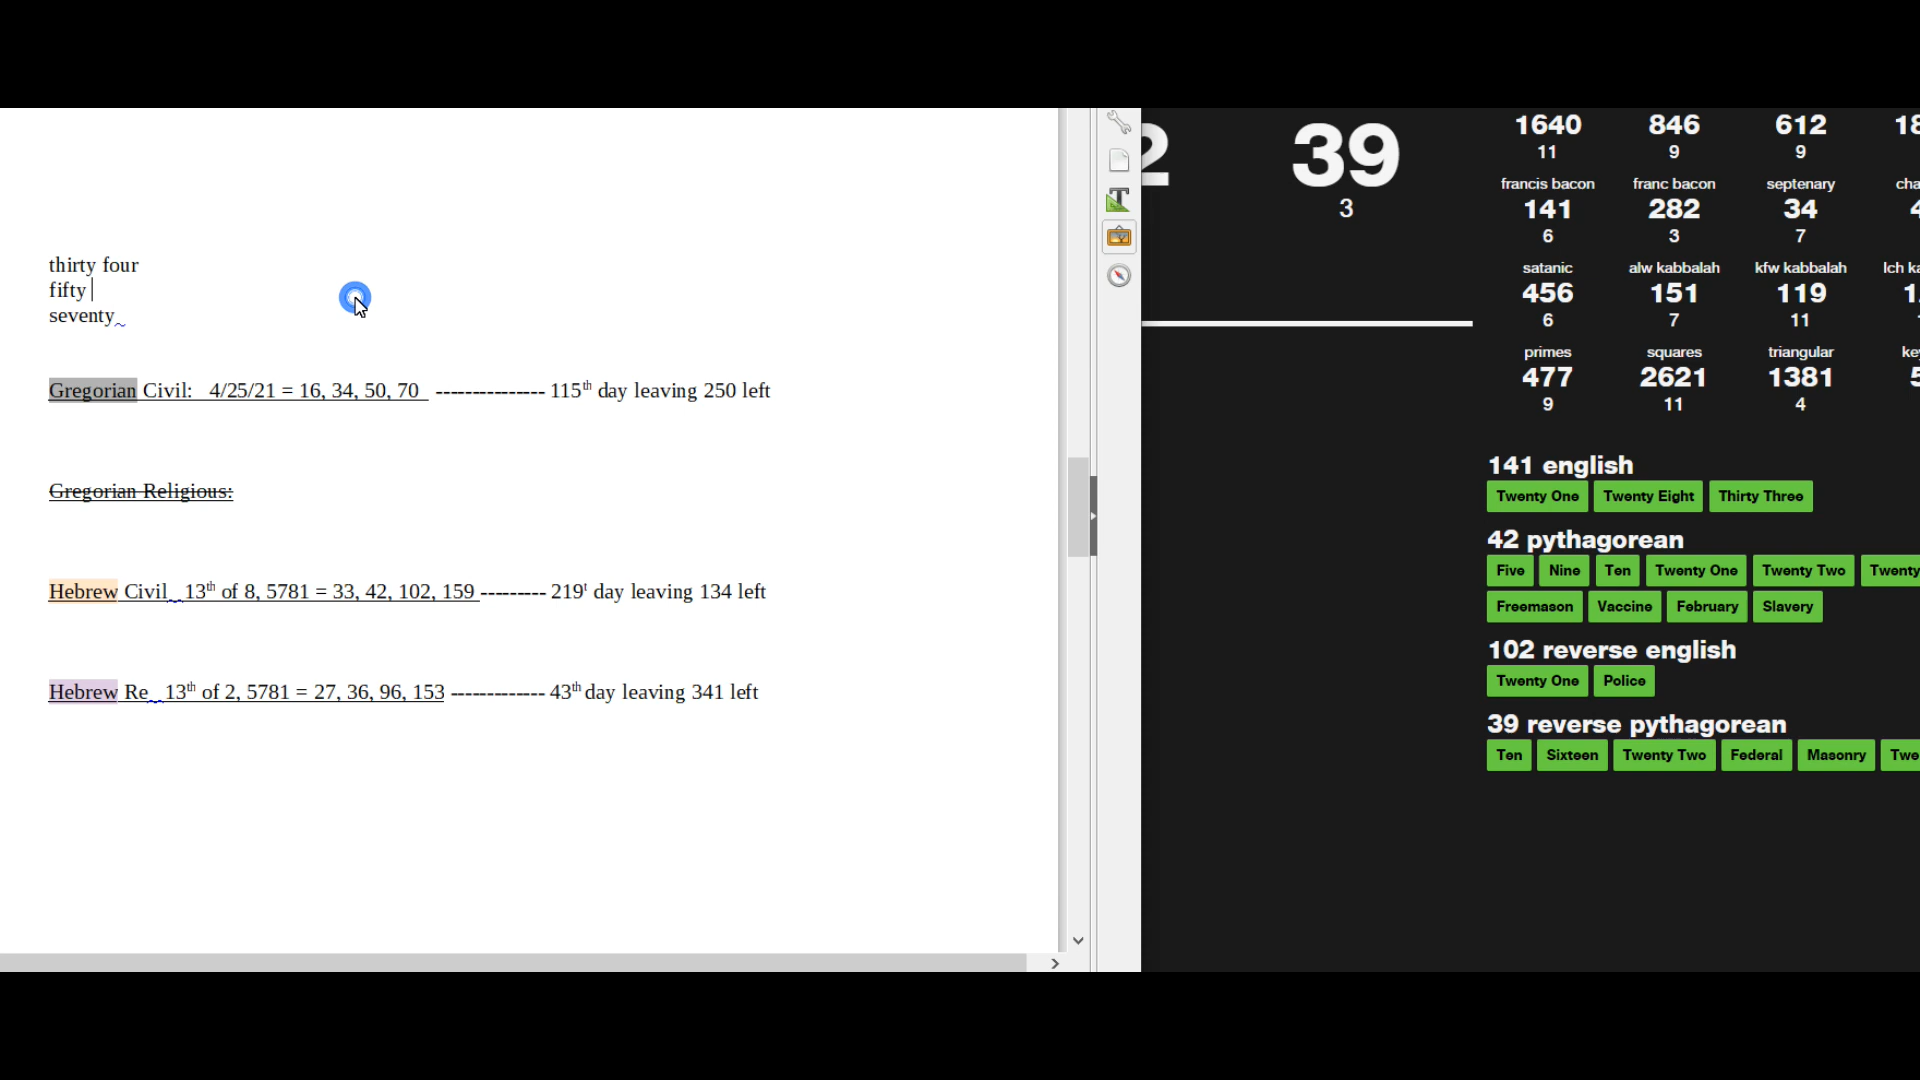 thirty four
fifty
seventy
Gregorian Civil: 4/25/21 = 16, 34, 50, 70 --------------- 115th day leaving 250 left
Gregorian Religious:
Hebrew Civil 13th of 8, 5781 = 33, 42, 102, 159 --------- 219t day leaving 134 left
Hebrew Re 13th of 2, 5781 = 27, 36, 96, 153 ------------- 43th day leaving 341 left
2 39
3
1640 846 612
11 9 9
francis bacon franc bacon septenary
141 282 34
6 3 7
satanic alw kabbalah kfw kabbalah
456 151 119
6 7 11
primes squares triangular
477 2621 1381
9 11 4
141 english
Twenty One Twenty Eight Thirty Three
42 pythagorean
Five Nine Ten Twenty One Twenty Two Twenty
Freemason Vaccine February Slavery
102 reverse english
Twenty One Police
39 reverse pythagorean
Ten Sixteen Twenty Two Federal Masonry Twe